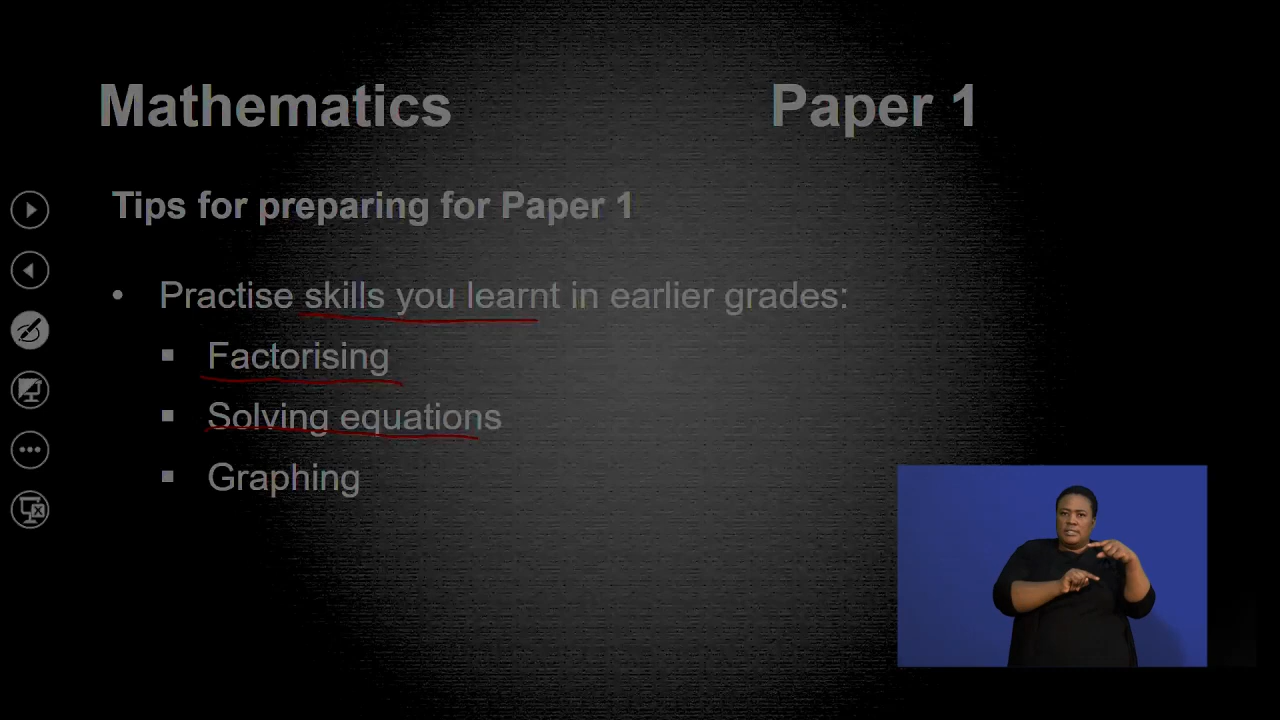 Mathematics Paper 1
Tips for preparing for Paper 1
• Practise skills you learnt in earlier grades:
▪ Factorising
▪ Solving equations
▪ Graphing